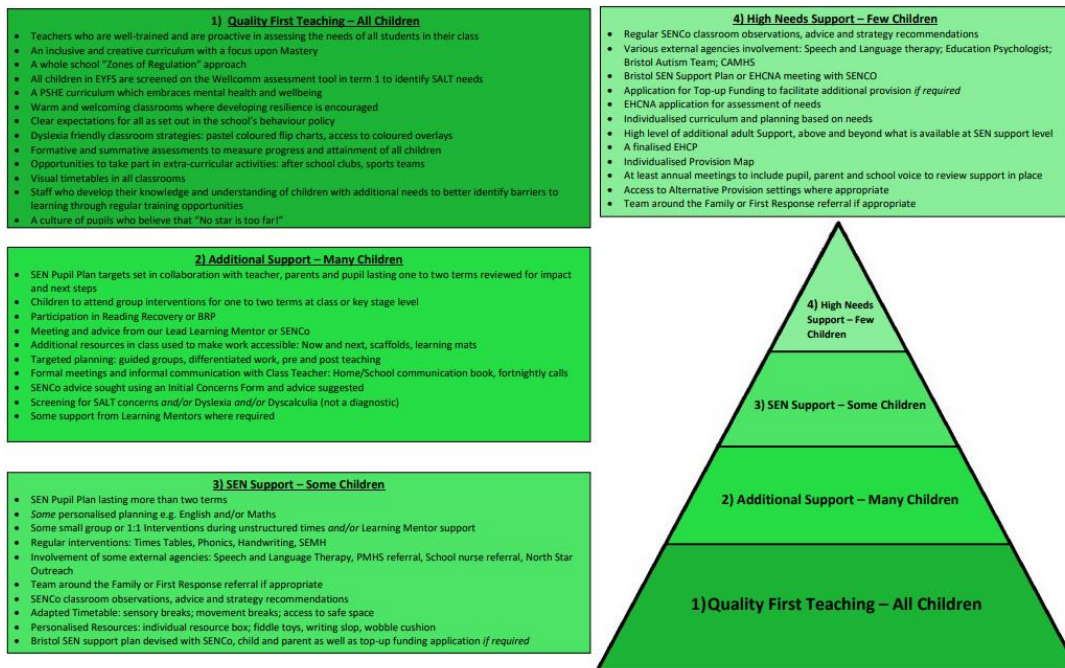 1) Quality First Teaching – All Children
• Teachers who are well-trained and are proactive in assessing the needs of all students in their class
• An inclusive and creative curriculum with a focus upon Mastery
• A whole school “Zones of Regulation” approach
• All children in EYFS are screened on the Wellcomm assessment tool in term 1 to identify SALT needs
• A PSHE curriculum which embraces mental health and wellbeing
• Warm and welcoming classrooms where developing resilience is encouraged
• Clear expectations for all as set out in the school’s behaviour policy
• Dyslexia friendly classroom strategies: pastel coloured flip charts, access to coloured overlays
• Formative and summative assessments to measure progress and attainment of all children
• Opportunities to take part in extra-curricular activities: after school clubs, sports teams
• Visual timetables in all classrooms
• Staff who develop their knowledge and understanding of children with additional needs to better identify barriers to
learning through regular training opportunities
• A culture of pupils who believe that “No star is too far!”
2) Additional Support – Many Children
• SEN Pupil Plan targets set in collaboration with teacher, parents and pupil lasting one to two terms reviewed for impact
and next steps
• Children to attend group interventions for one to two terms at class or key stage level
• Participation in Reading Recovery or BRP
• Meeting and advice from our Lead Learning Mentor or SENCo
• Additional resources in class used to make work accessible: Now and next, scaffolds, learning mats
• Targeted planning: guided groups, differentiated work, pre and post teaching
• Formal meetings and informal communication with Class Teacher: Home/School communication book, fortnightly calls
• SENCo advice sought using an Initial Concerns Form and advice suggested
• Screening for SALT concerns and/or Dyslexia and/or Dyscalculia (not a diagnostic)
• Some support from Learning Mentors where required
3) SEN Support – Some Children
• SEN Pupil Plan lasting more than two terms
• Some personalised planning e.g. English and/or Maths
• Some small group or 1:1 Interventions during unstructured times and/or Learning Mentor support
• Regular interventions: Times Tables, Phonics, Handwriting, SEMH
• Involvement of some external agencies: Speech and Language Therapy, PMHS referral, School nurse referral, North Star
Outreach
• Team around the Family or First Response referral if appropriate
• SENCo classroom observations, advice and strategy recommendations
• Adapted Timetable: sensory breaks; movement breaks; access to safe space
• Personalised Resources: individual resource box; fiddle toys, writing slop, wobble cushion
• Bristol SEN support plan devised with SENCo, child and parent as well as top-up funding application if required
4) High Needs Support – Few Children
• Regular SENCo classroom observations, advice and strategy recommendations
• Various external agencies involvement: Speech and Language therapy; Education Psychologist;
Bristol Autism Team; CAMHS
• Bristol SEN Support Plan or EHCNA meeting with SENCO
• Application for Top-up Funding to facilitate additional provision if required
• EHCNA application for assessment of needs
• Individualised curriculum and planning based on needs
• High level of additional adult Support, above and beyond what is available at SEN support level
• A finalised EHCP
• Individualised Provision Map
• At least annual meetings to include pupil, parent and school voice to review support in place
• Access to Alternative Provision settings where appropriate
• Team around the Family or First Response referral if appropriate
4) High Needs
Support – Few
Children
3) SEN Support – Some Children
2) Additional Support – Many Children
1)Quality First Teaching – All Children